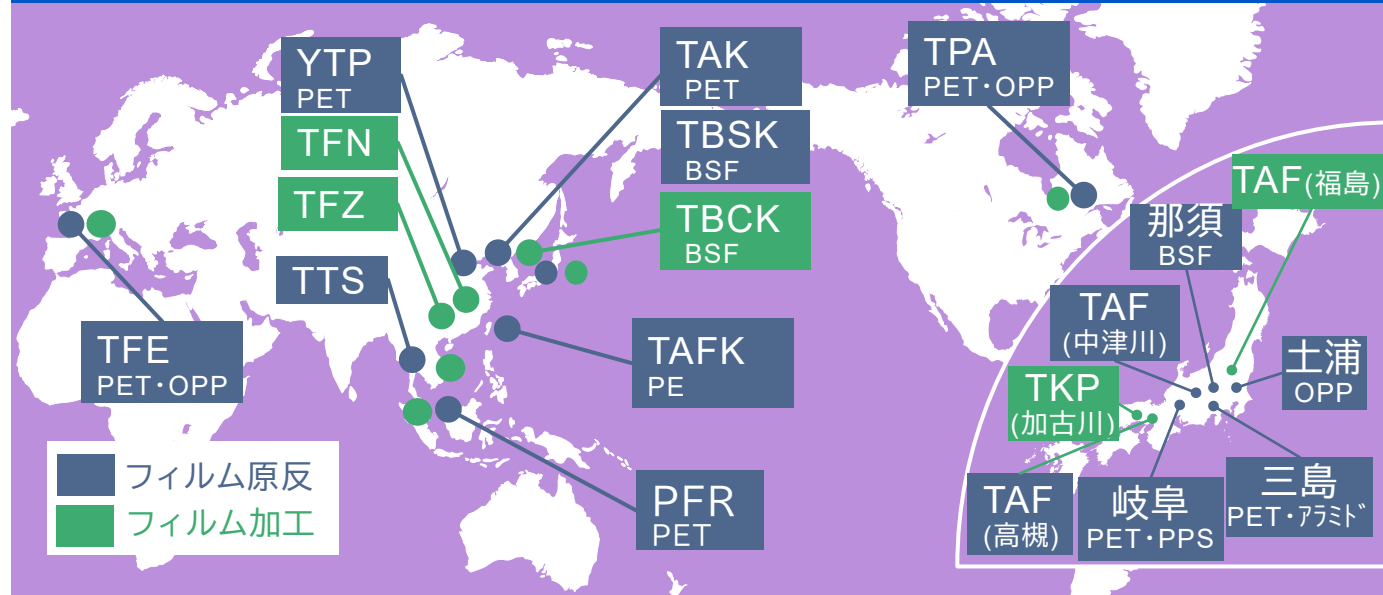 YTP
PET
TFN
TFZ
TTS
TFE
PET・OPP
TAK
PET
TBSK
BSF
TBCK
BSF
TAFK
PE
PFR
PET
TPA
PET・OPP
TAF(福島)
那須
BSF
TAF
(中津川)
土浦
OPP
TKP
(加古川)
TAF
(高槻)
岐阜
PET・PPS
三島
PET・ｱﾗﾐﾄﾞ
フィルム原反
フィルム加工